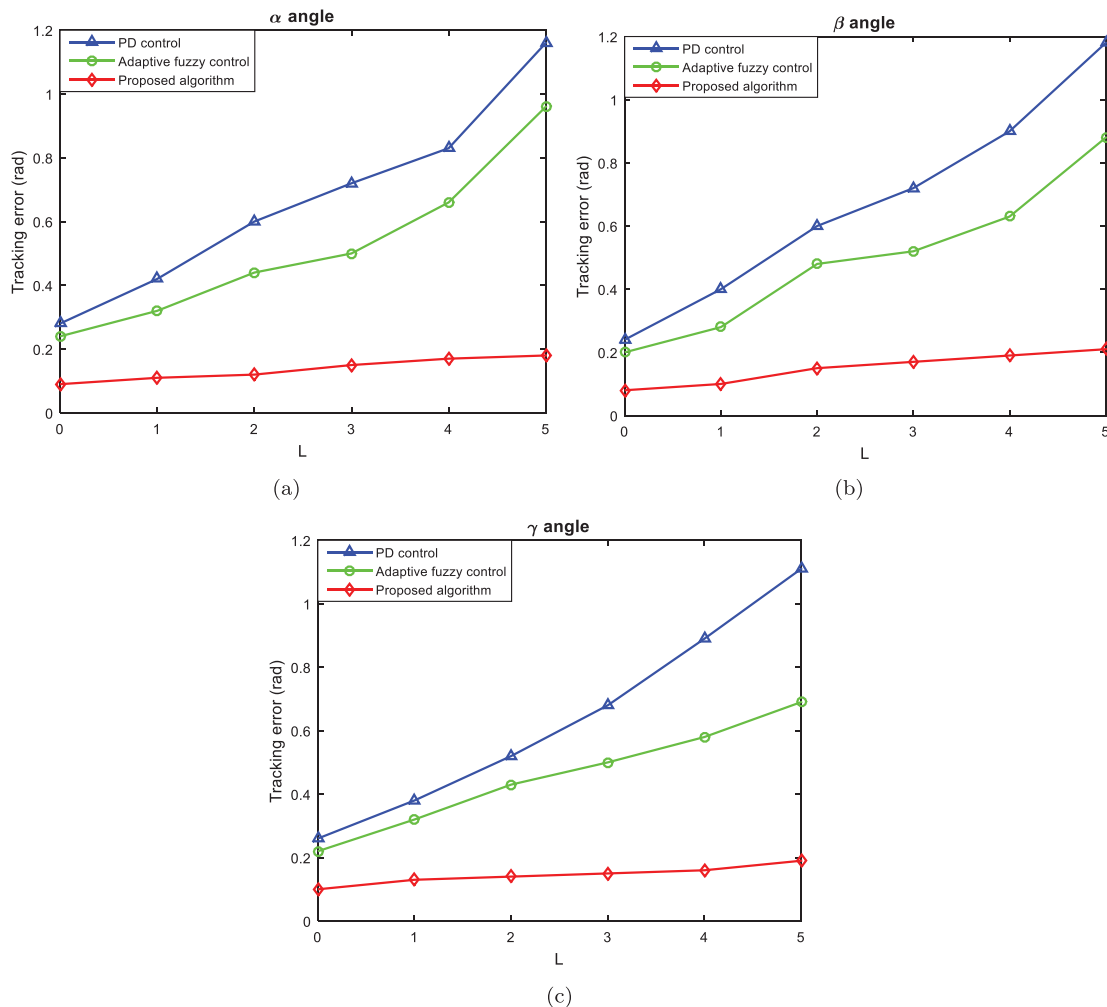 α angle
PD control
Adaptive fuzzy control
Proposed algorithm
Tracking error (rad)
1.2
1
0.8
0.6
0.4
0.2
0
0 1 2 3 4 5
L
(a)
β angle
PD control
Adaptive fuzzy control
Proposed algorithm
Tracking error (rad)
1.2
1
0.8
0.6
0.4
0.2
0
0 1 2 3 4 5
L
(b)
γ angle
PD control
Adaptive fuzzy control
Proposed algorithm
Tracking error (rad)
1.2
1
0.8
0.6
0.4
0.2
0
0 1 2 3 4 5
L
(c)